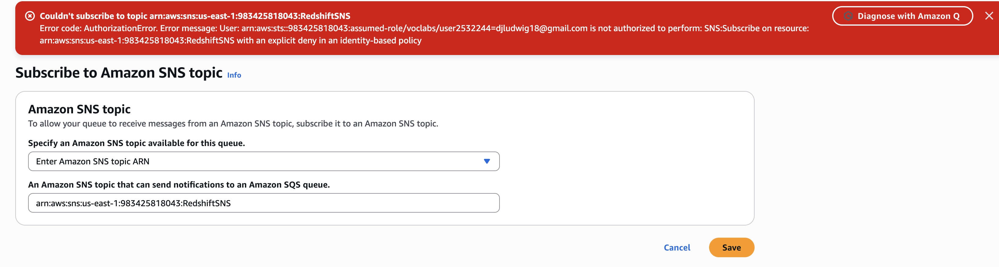 Couldn't subscribe to topic arn:aws:sns:us-east-1:983425818043:RedshiftSNS
Diagnose with Amazon Q
Error code: AuthorizationError. Error message: User: arn:aws:sts::983425818043:assumed-role/voclabs/user2532244=djludwig18@gmail.com is not authorized to perform: SNS:Subscribe on resource:
arn:aws:sns:us-east-1:983425818043:RedshiftSNS with an explicit deny in an identity-based policy
Subscribe to Amazon SNS topic Info
Amazon SNS topic
To allow your queue to receive messages from an Amazon SNS topic, subscribe it to an Amazon SNS topic.
Specify an Amazon SNS topic available for this queue.
Enter Amazon SNS topic ARN
An Amazon SNS topic that can send notifications to an Amazon SQS queue.
arn:aws:sns:us-east-1:983425818043:RedshiftSNS
Cancel
Save